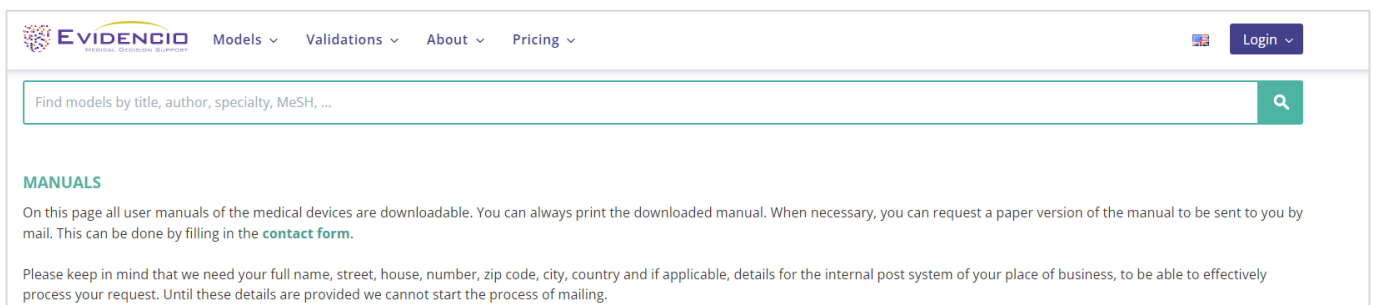 EVIDENCIO
MEDICAL DECISION SUPPORT
Models Validations About Pricing Login
Find models by title, author, specialty, MeSH, ...
MANUALS
On this page all user manuals of the medical devices are downloadable. You can always print the downloaded manual. When necessary, you can request a paper version of the manual to be sent to you by
mail. This can be done by filling in the contact form.
Please keep in mind that we need your full name, street, house, number, zip code, city, country and if applicable, details for the internal post system of your place of business, to be able to effectively
process your request. Until these details are provided we cannot start the process of mailing.